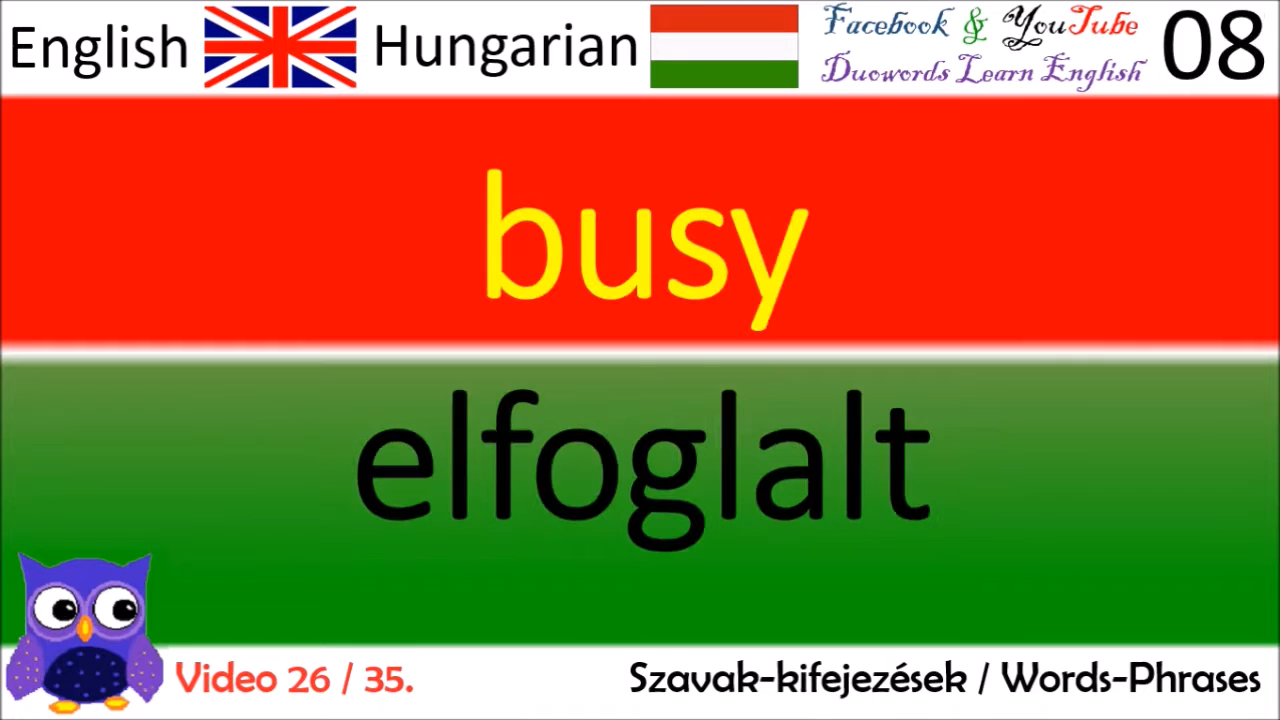 English Hungarian Facebook & YouTube 08
Duowords Learn English
busy
elfoglalt
Video 26 / 35. Szavak-kifejezések / Words-Phrases